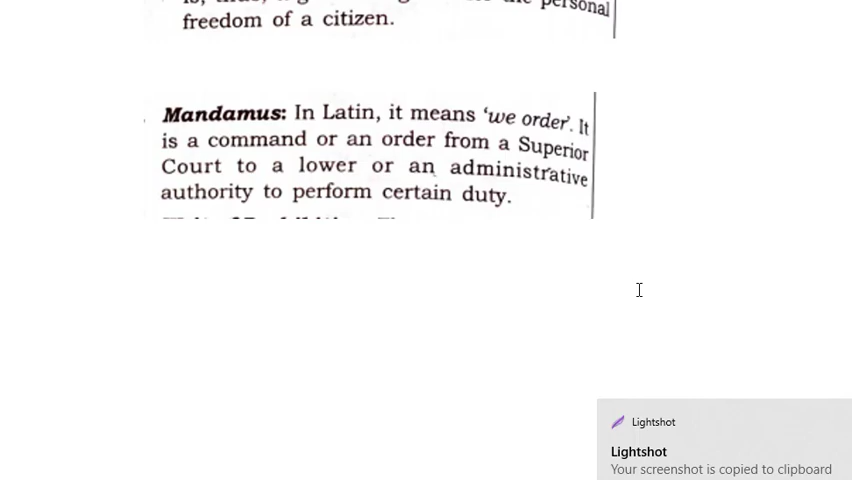 personal
freedom of a citizen.
Mandamus: In Latin, it means ‘we order’. It
is a command or an order from a Superior
Court to a lower or an administrative
authority to perform certain duty.
Lightshot
Lightshot
Your screenshot is copied to clipboard